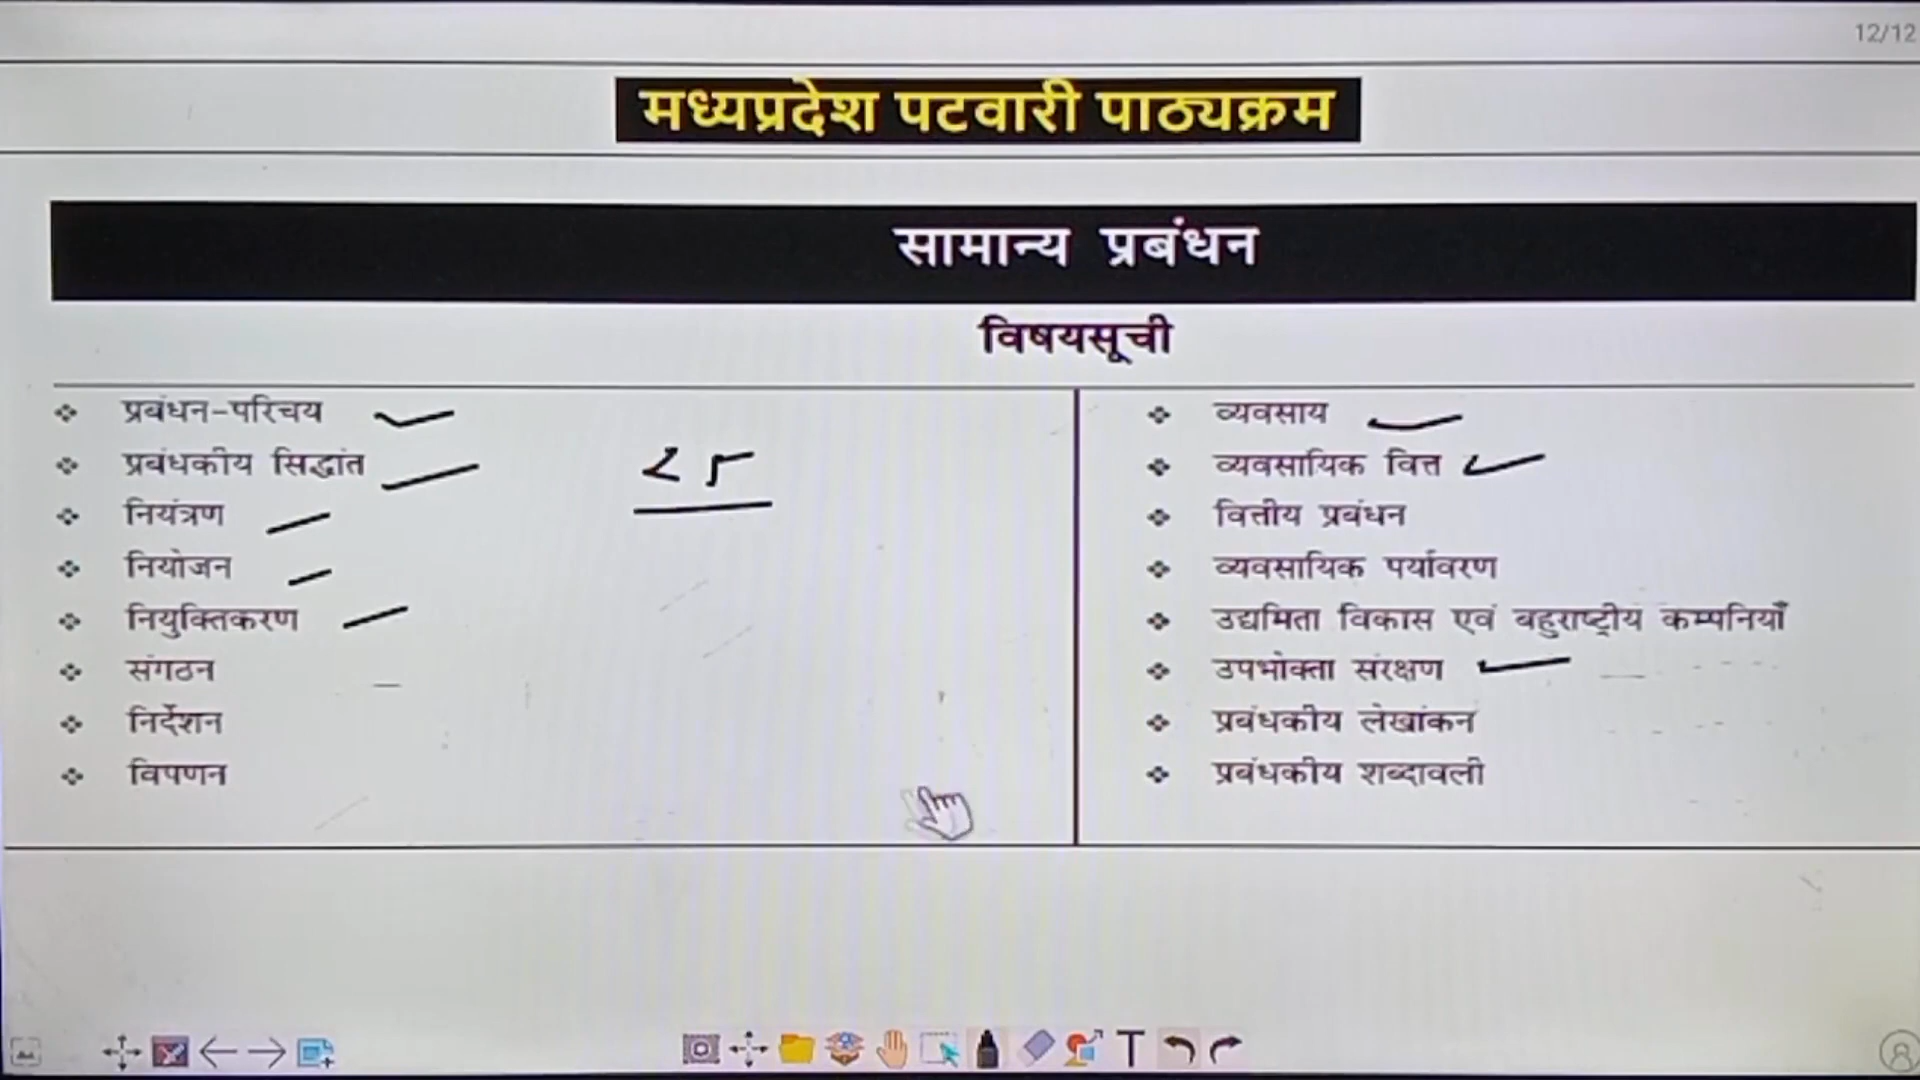 12/12
मध्यप्रदेश पटवारी पाठ्यक्रम
सामान्य प्रबंधन
विषयसूची
प्रबंधन-परिचय
प्रबंधकीय सिद्धांत
नियंत्रण
नियोजन
नियुक्तिकरण
संगठन
निर्देशन
विपणन
25
व्यवसाय
व्यवसायिक वित्त
वित्तीय प्रबंधन
व्यवसायिक पर्यावरण
उद्यमिता विकास एवं बहुराष्ट्रीय कम्पनियाँ
उपभोक्ता संरक्षण
प्रबंधकीय लेखांकन
प्रबंधकीय शब्दावली
T